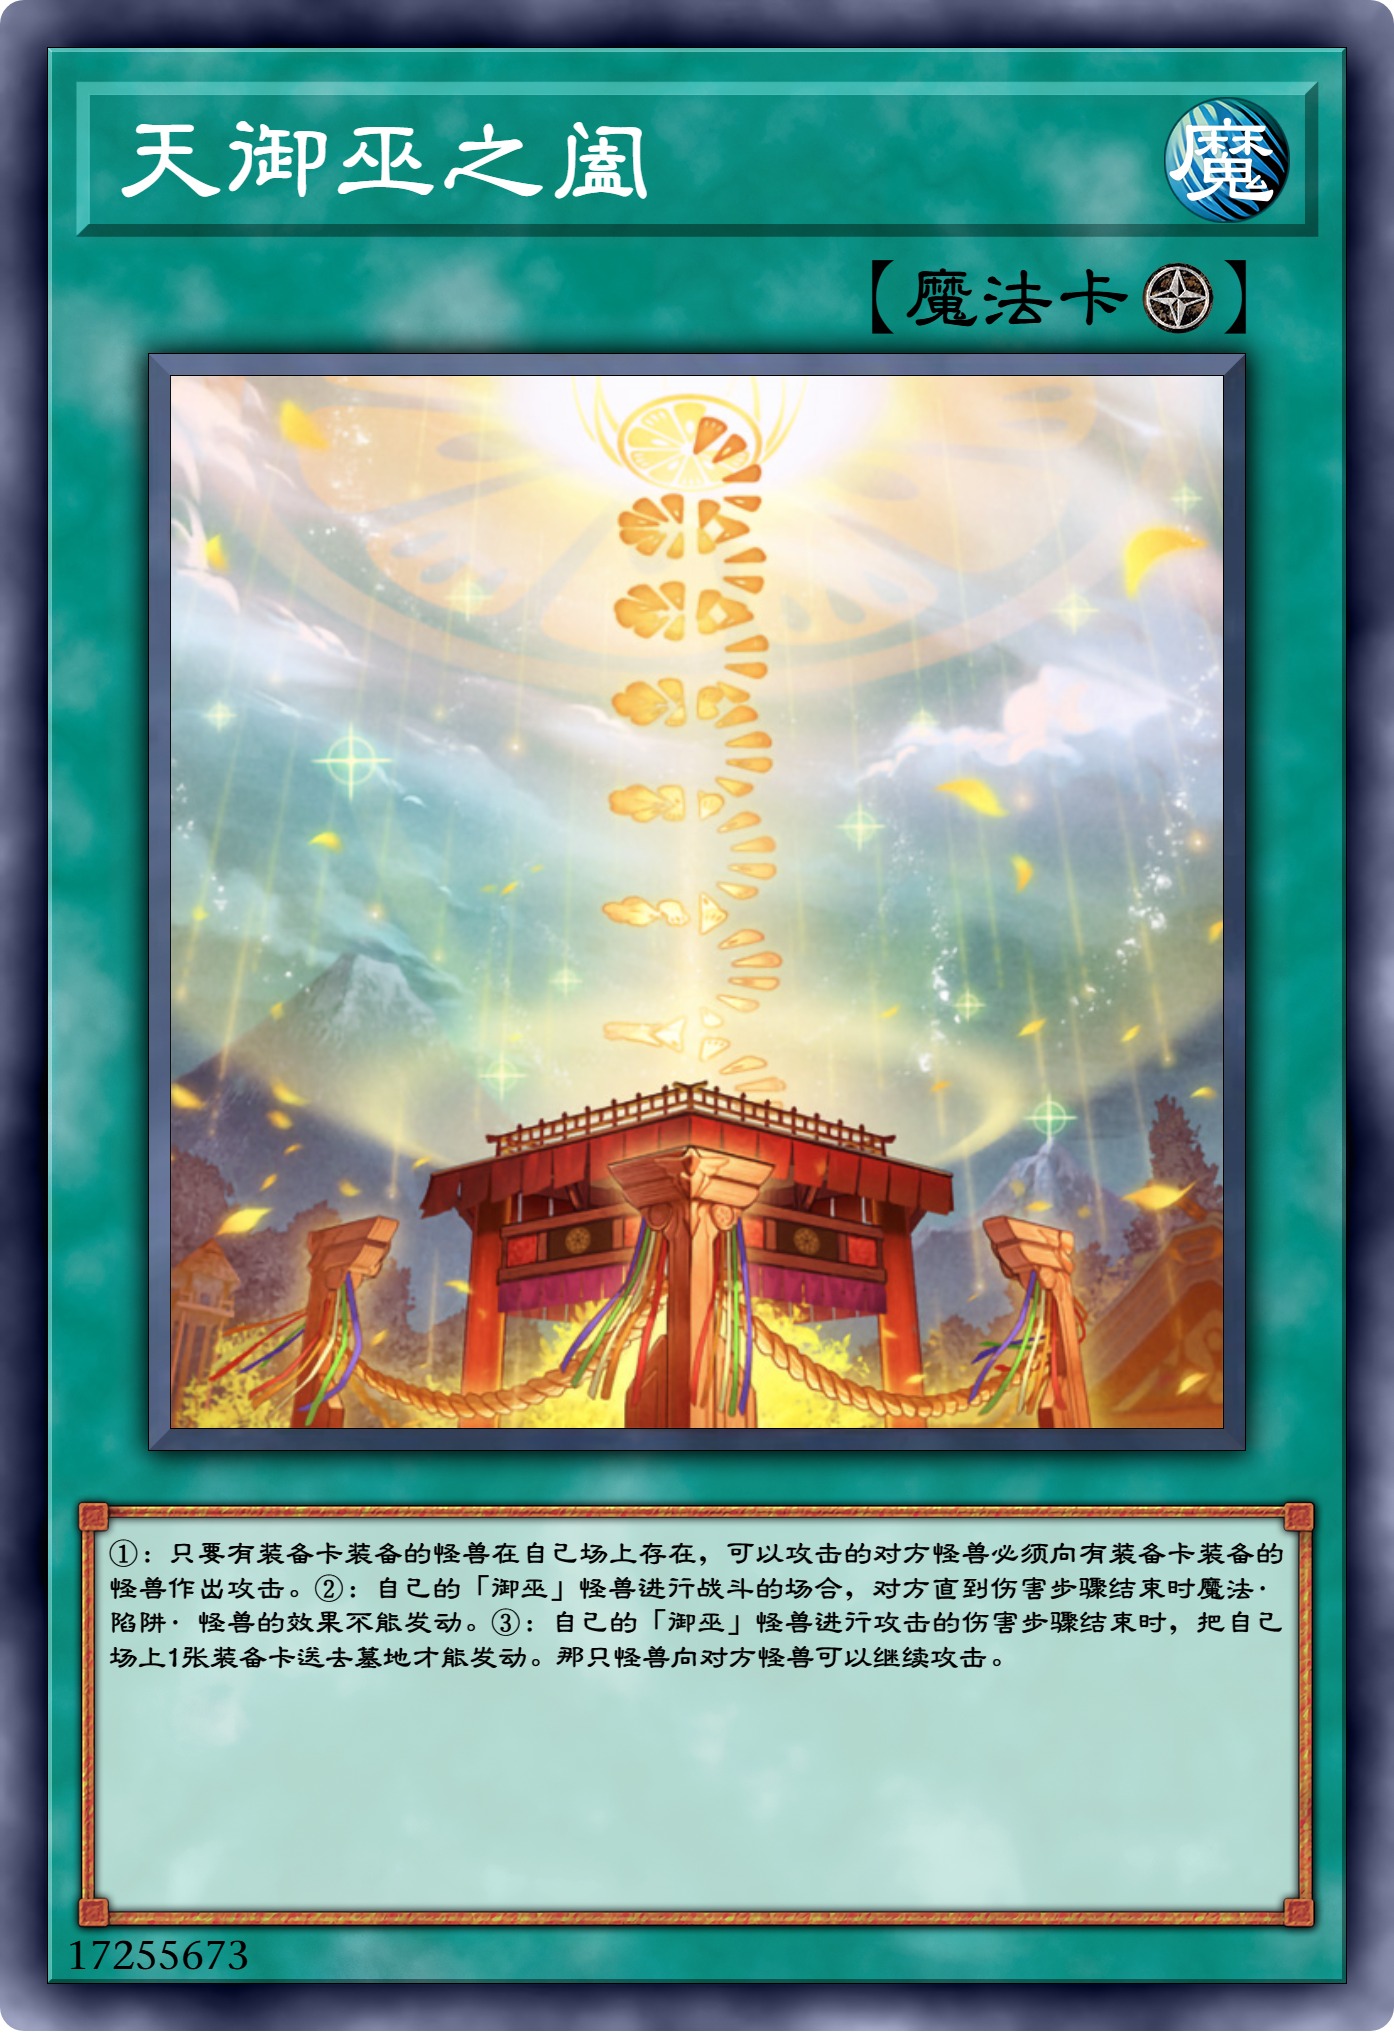 天御巫之阖
魔
【魔法卡】
①：只要有装备卡装备的怪兽在自己场上存在，可以攻击的对方怪兽必须向有装备卡装备的
怪兽作出攻击。②：自己的「御巫」怪兽进行战斗的场合，对方直到伤害步骤结束时魔法·
陷阱·怪兽的效果不能发动。③：自己的「御巫」怪兽进行攻击的伤害步骤结束时，把自己
场上1张装备卡送去墓地才能发动。那只怪兽向对方怪兽可以继续攻击。
17255673